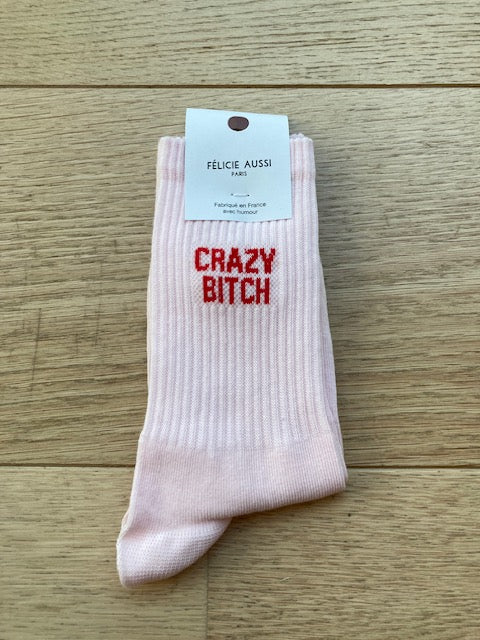 FÉLICIE AUSSI
PARIS
Fabriqué en France
avec humour
CRAZY
BITCH